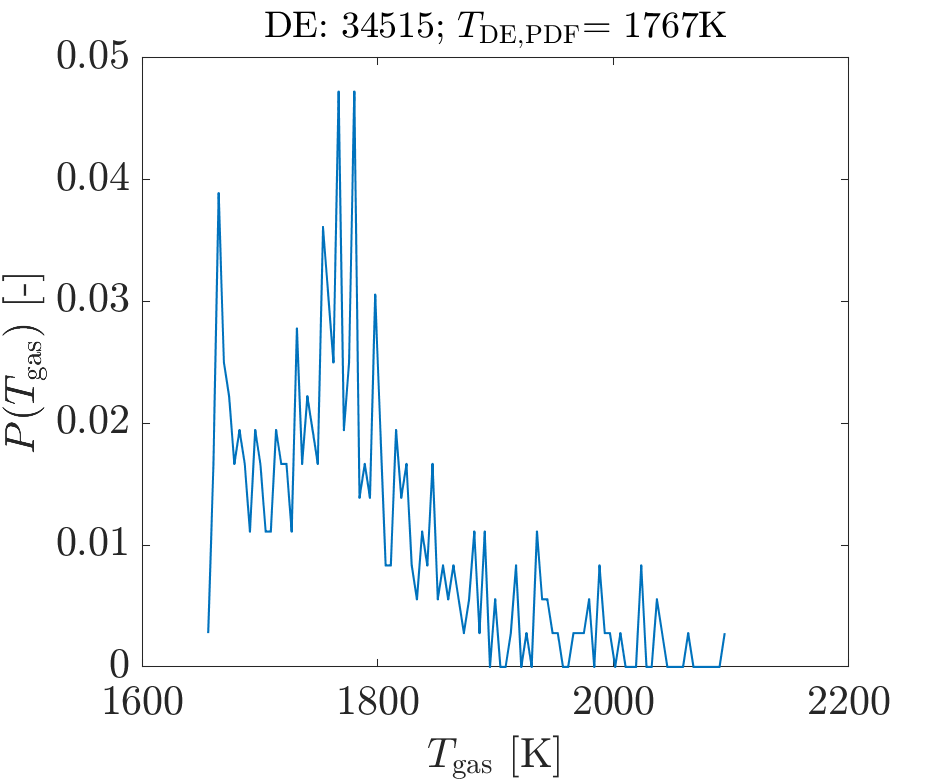 DE: 34515; T_DE,PDF= 1767K
0.05
0.04
0.03
0.02
0.01
0
P(T_gas) [-]
1600 1800 2000 2200
T_gas [K]